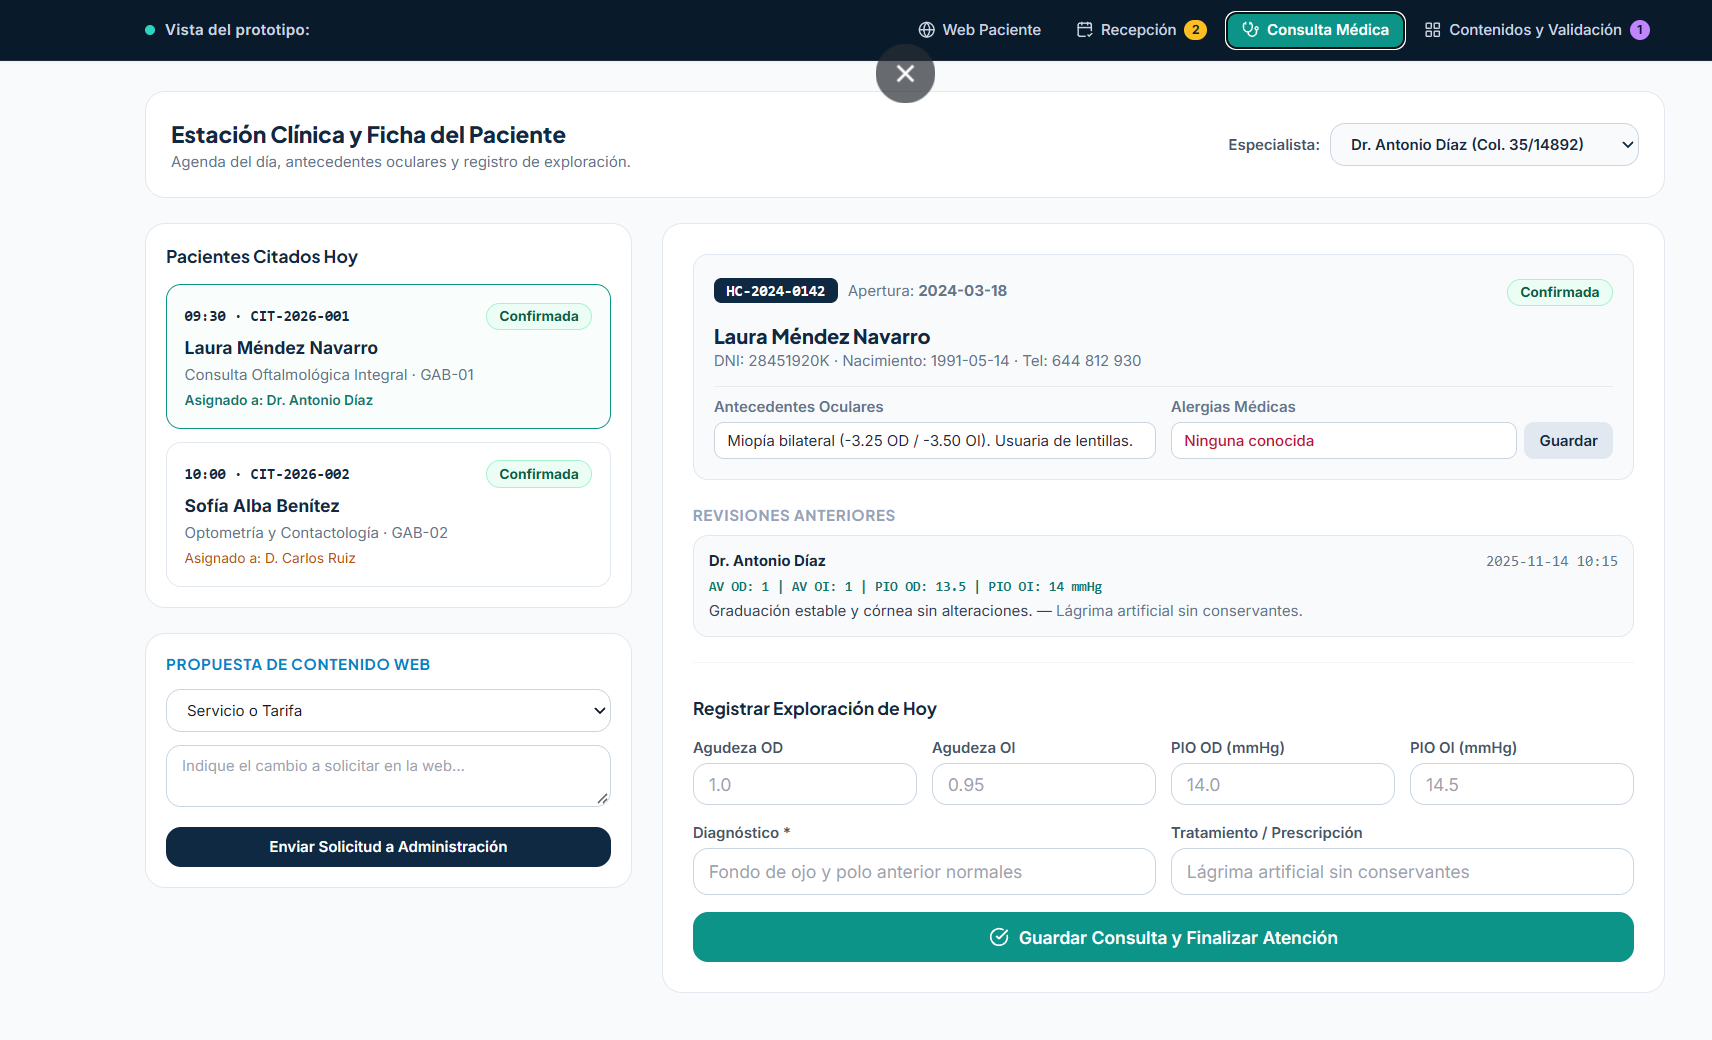 Vista del prototipo:
Web Paciente
Recepción 2
Consulta Médica
Contenidos y Validación 1
Estación Clínica y Ficha del Paciente
Agenda del día, antecedentes oculares y registro de exploración.
Especialista:
Dr. Antonio Díaz (Col. 35/14892)
Pacientes Citados Hoy
09:30 · CIT-2026-001
Confirmada
Laura Méndez Navarro
Consulta Oftalmológica Integral · GAB-01
Asignado a: Dr. Antonio Díaz
10:00 · CIT-2026-002
Confirmada
Sofía Alba Benítez
Optometría y Contactología · GAB-02
Asignado a: D. Carlos Ruiz
PROPUESTA DE CONTENIDO WEB
Servicio o Tarifa
Indique el cambio a solicitar en la web...
Enviar Solicitud a Administración
HC-2024-0142
Apertura: 2024-03-18
Confirmada
Laura Méndez Navarro
DNI: 28451920K · Nacimiento: 1991-05-14 · Tel: 644 812 930
Antecedentes Oculares
Miopía bilateral (-3.25 OD / -3.50 OI). Usuaria de lentillas.
Alergias Médicas
Ninguna conocida
Guardar
REVISIONES ANTERIORES
Dr. Antonio Díaz
2025-11-14 10:15
AV OD: 1 | AV OI: 1 | PIO OD: 13.5 | PIO OI: 14 mmHg
Graduación estable y córnea sin alteraciones. — Lágrima artificial sin conservantes.
Registrar Exploración de Hoy
Agudeza OD
1.0
Agudeza OI
0.95
PIO OD (mmHg)
14.0
PIO OI (mmHg)
14.5
Diagnóstico *
Fondo de ojo y polo anterior normales
Tratamiento / Prescripción
Lágrima artificial sin conservantes
Guardar Consulta y Finalizar Atención